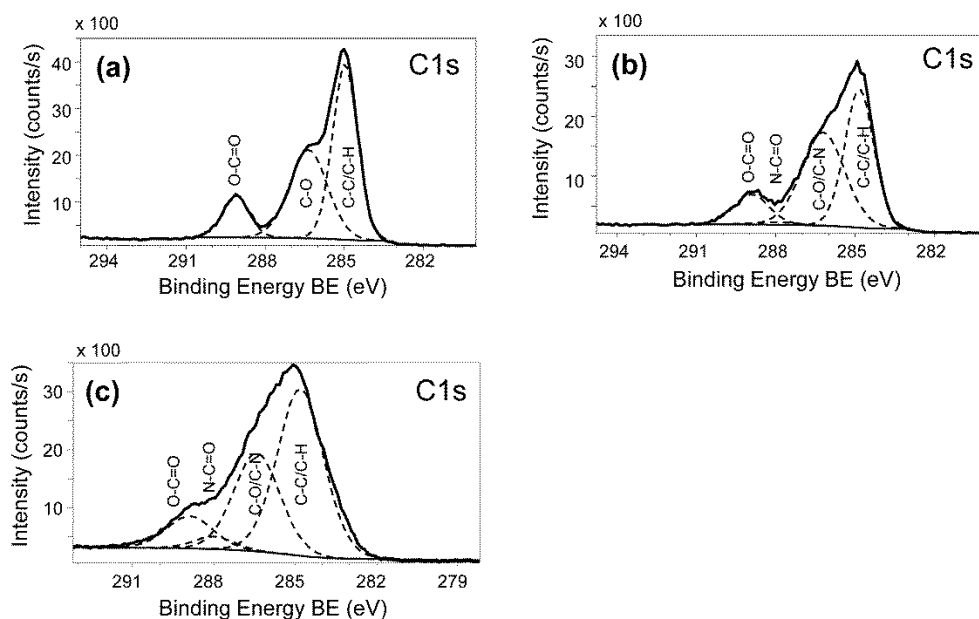 x 100
(a)
C1s
Intensity (counts/s)
40
30
20
10
O-C=O
C-O
C-C/C-H
294
291
288
285
282
Binding Energy BE (eV)
x 100
(b)
C1s
Intensity (counts/s)
30
20
10
O-C=O
N-C=O
C-O/C-N
C-C/C-H
294
291
288
285
282
Binding Energy BE (eV)
x 100
(c)
C1s
Intensity (counts/s)
30
20
10
O-C=O
N-C=O
C-O/C-N
C-C/C-H
291
288
285
282
279
Binding Energy BE (eV)